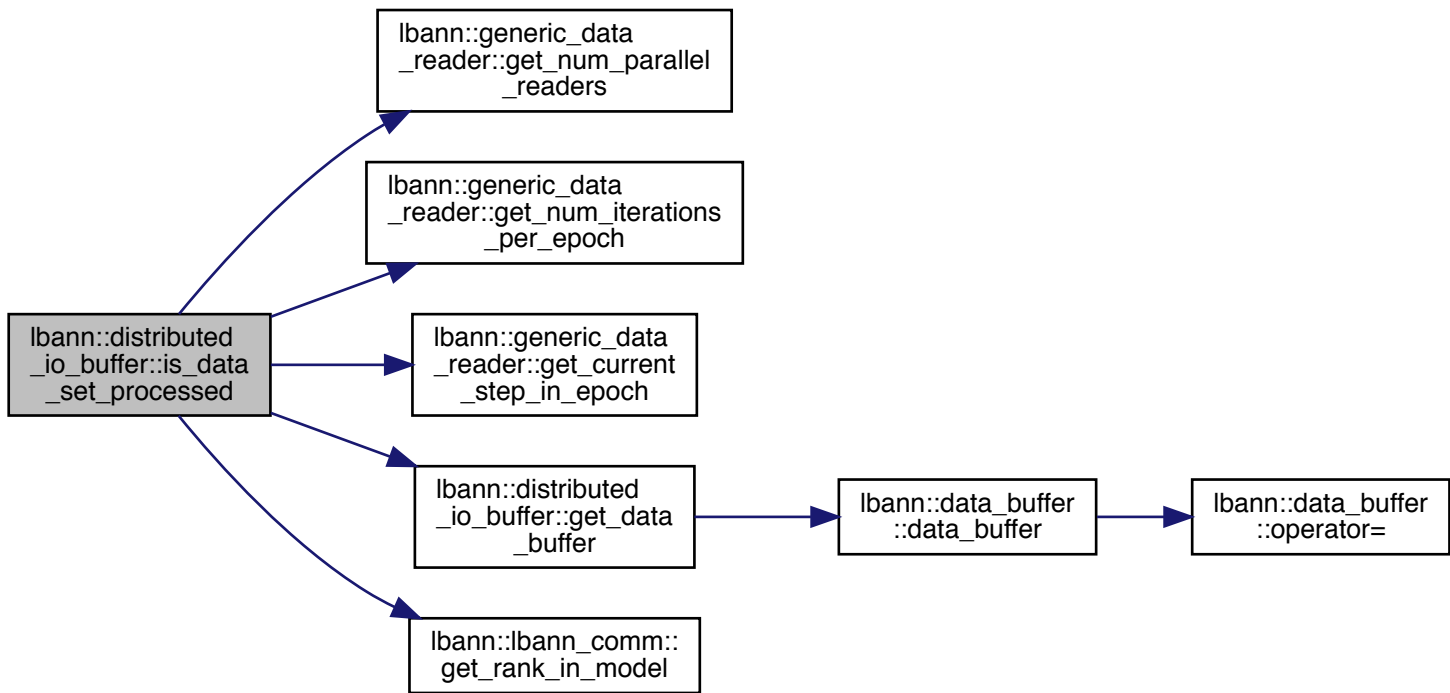 lbann::generic_data
_reader::get_num_parallel
_readers
lbann::generic_data
_reader::get_num_iterations
_per_epoch
lbann::distributed
_io_buffer::is_data
_set_processed
lbann::generic_data
_reader::get_current
_step_in_epoch
lbann::distributed
_io_buffer::get_data
_buffer
lbann::data_buffer
::data_buffer
lbann::data_buffer
::operator=
lbann::lbann_comm::
get_rank_in_model